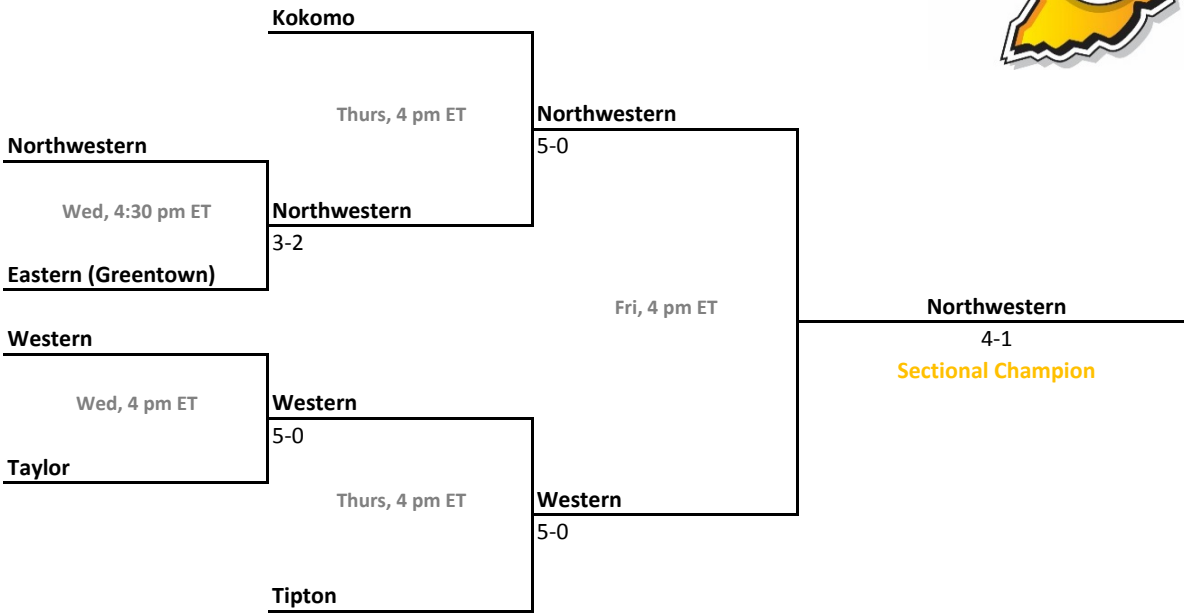 Kokomo
Thurs, 4 pm ET
Northwestern
5-0
Northwestern
Wed, 4:30 pm ET
Northwestern
3-2
Eastern (Greentown)
Fri, 4 pm ET
Northwestern
4-1
Sectional Champion
Western
Wed, 4 pm ET
Western
5-0
Taylor
Thurs, 4 pm ET
Western
5-0
Tipton